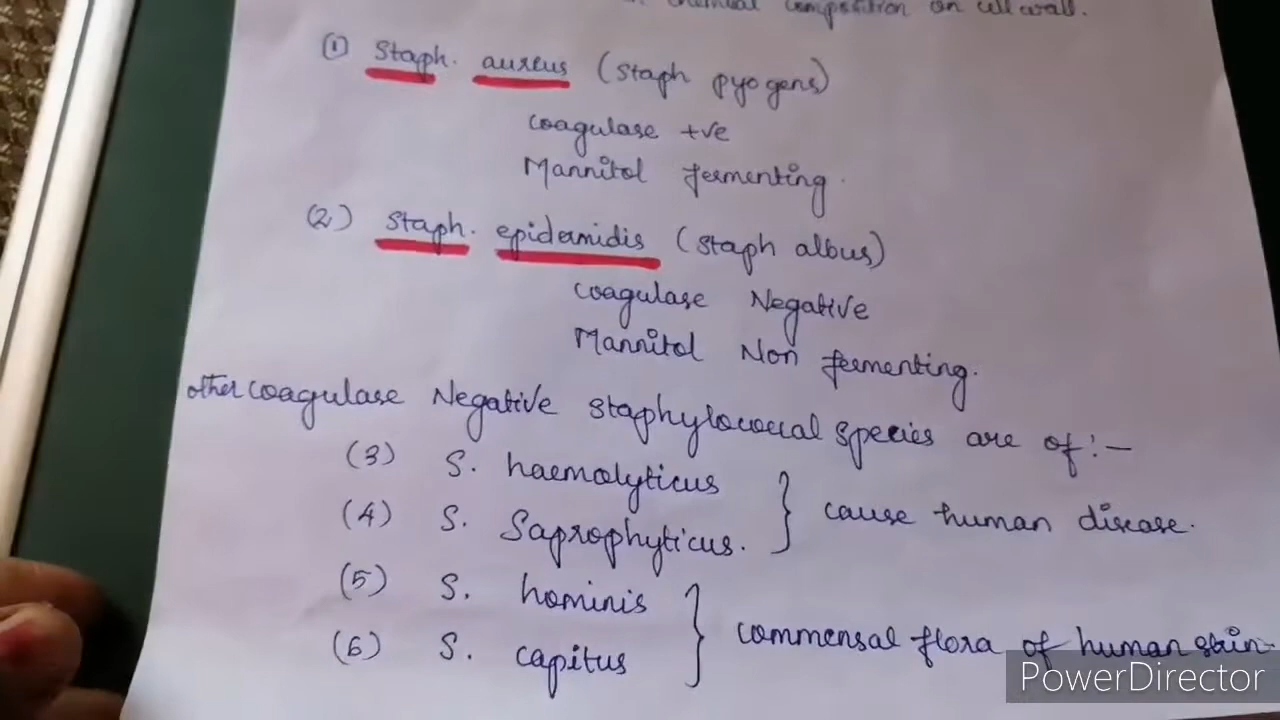 chemical composition on cell wall.
(1) Staph. aureus (Staph pyogens)
Coagulase +ve
Mannitol fermenting.
(2) Staph. epidermidis (Staph albus)
Coagulase Negative
Mannitol Non fermenting.
other coagulase Negative staphylococcal species are of:-
(3) S. haemolyticus
(4) S. Saprophyticus. } cause human disease.
(5) S. hominis
(6) S. capitus } commensal flora of human skin.
PowerDirector